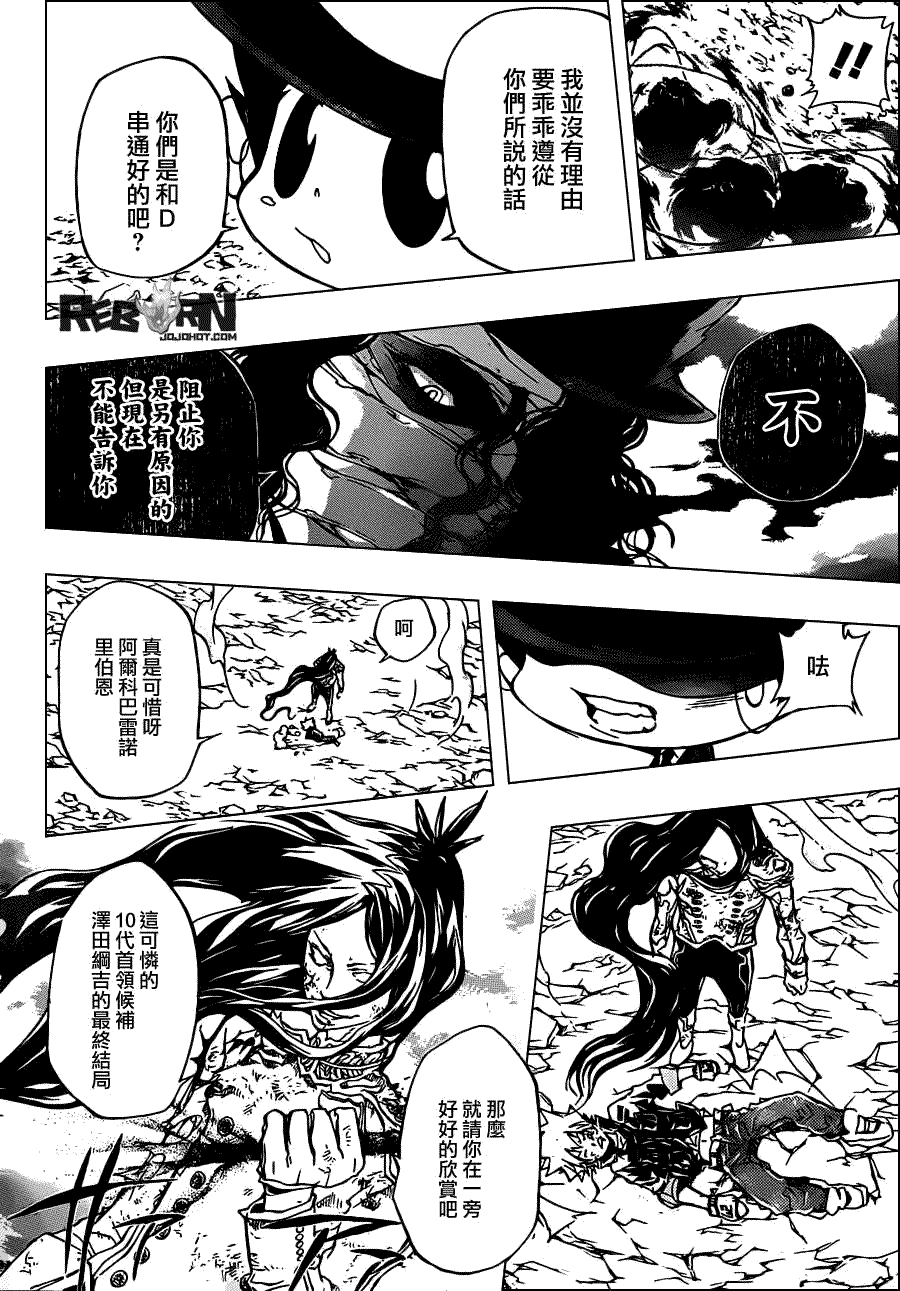 !!
我並沒有理由
要乖乖遵從
你們所說的話
你們是和D
串通好的吧?
REBORN
JOJOHOT.COM
不
阻止你
是另有原因的
但現在
不能告訴你
呿
呵
真是可惜呀
阿爾科巴雷諾
里伯恩
那麼
就請你在一旁
好好的欣賞吧
這可憐的
10代首領候補
澤田綱吉的最終結局